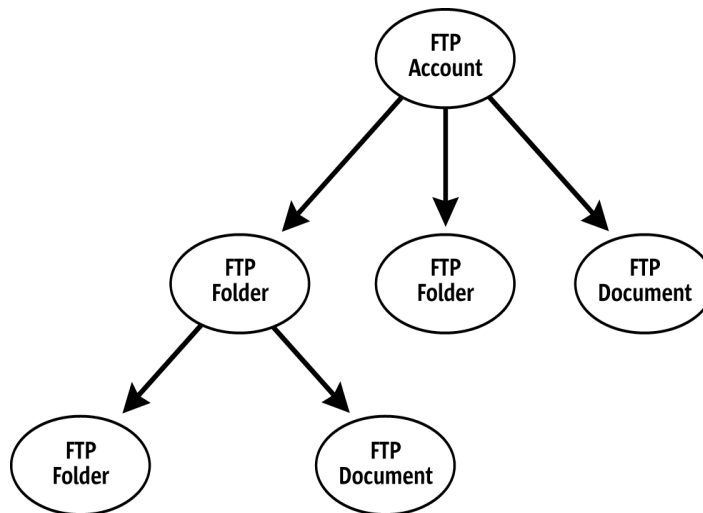 FTP
Account
FTP
Folder
FTP
Folder
FTP
Document
FTP
Folder
FTP
Document